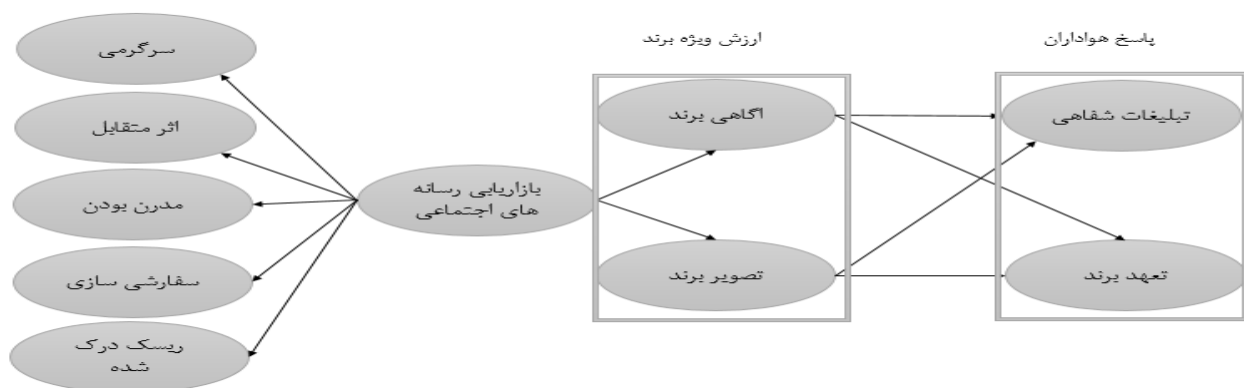 پاسخ هواداران
ارزش ویژه برند
سرگرمی
اثر متقابل
مدرن بودن
سفارشی سازی
ریسک درک
شده
بازاریابی رسانه
های اجتماعی
آگاهی برند
تصویر برند
تبلیغات شفاهی
تعهد برند